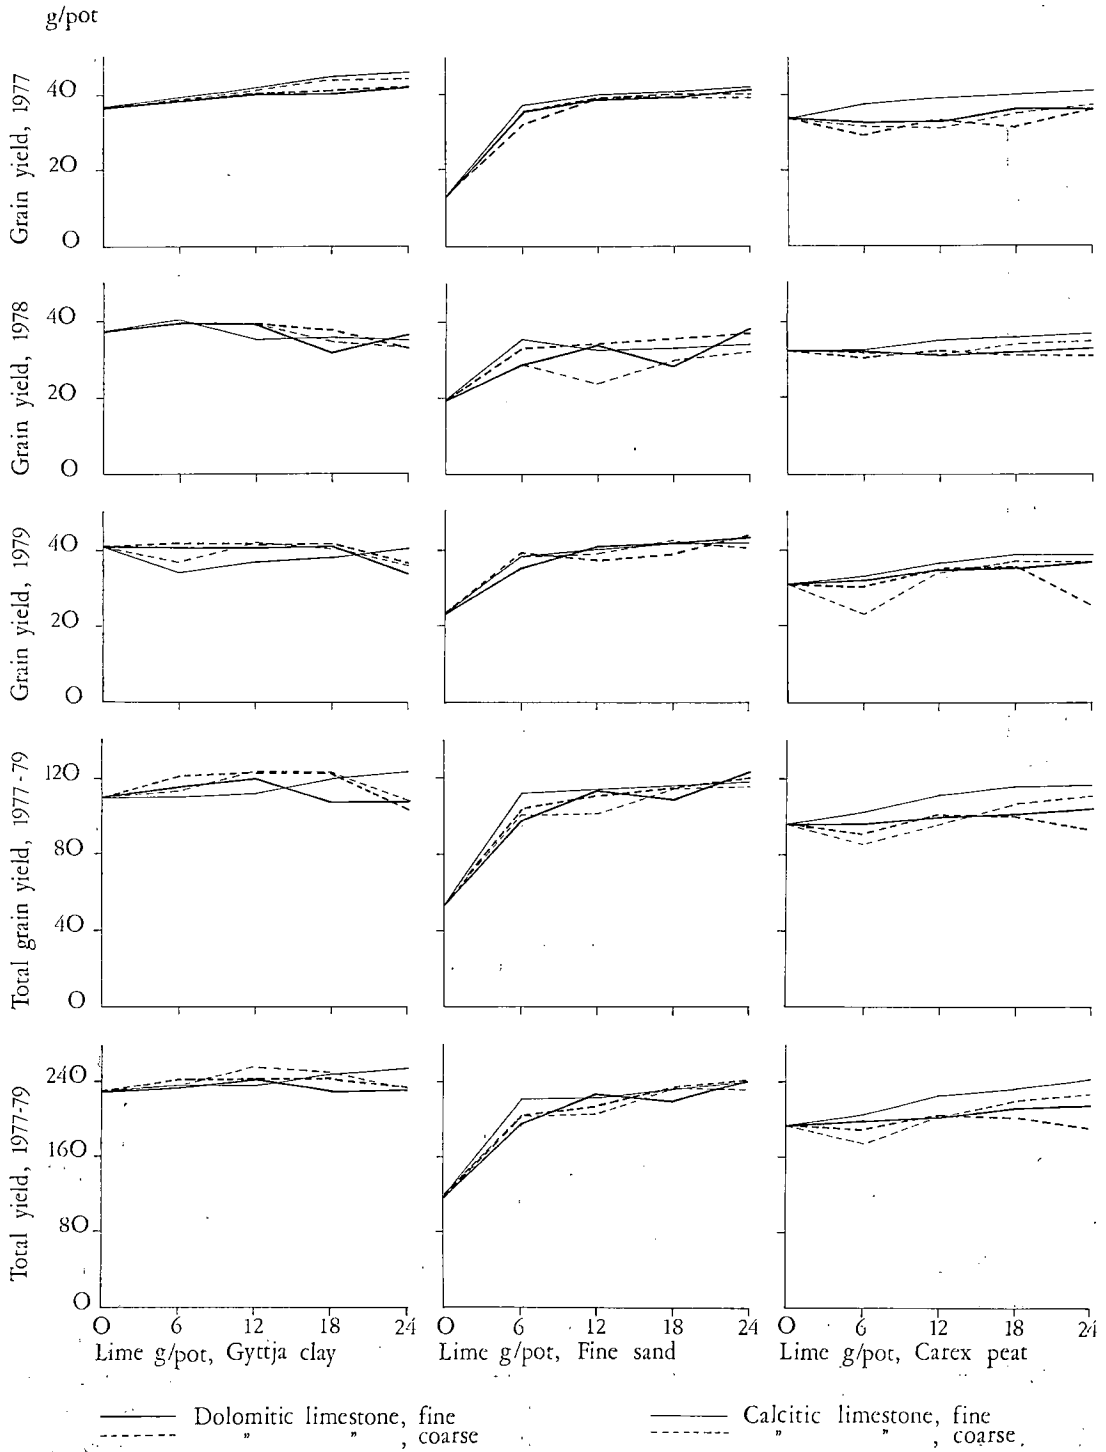 g/pot
Grain yield, 1977
40
20
0
Grain yield, 1978
40
20
0
Grain yield, 1979
40
20
0
Total grain yield, 1977-79
120
80
40
0
Total yield, 1977-79
240
160
80
0
0 6 12 18 24
Lime g/pot, Gyttja clay
0 6 12 18 24
Lime g/pot, Fine sand
0 6 12 18 24
Lime g/pot, Carex peat
Dolomitic limestone, fine
" " , coarse
Calcitic limestone, fine
" " , coarse